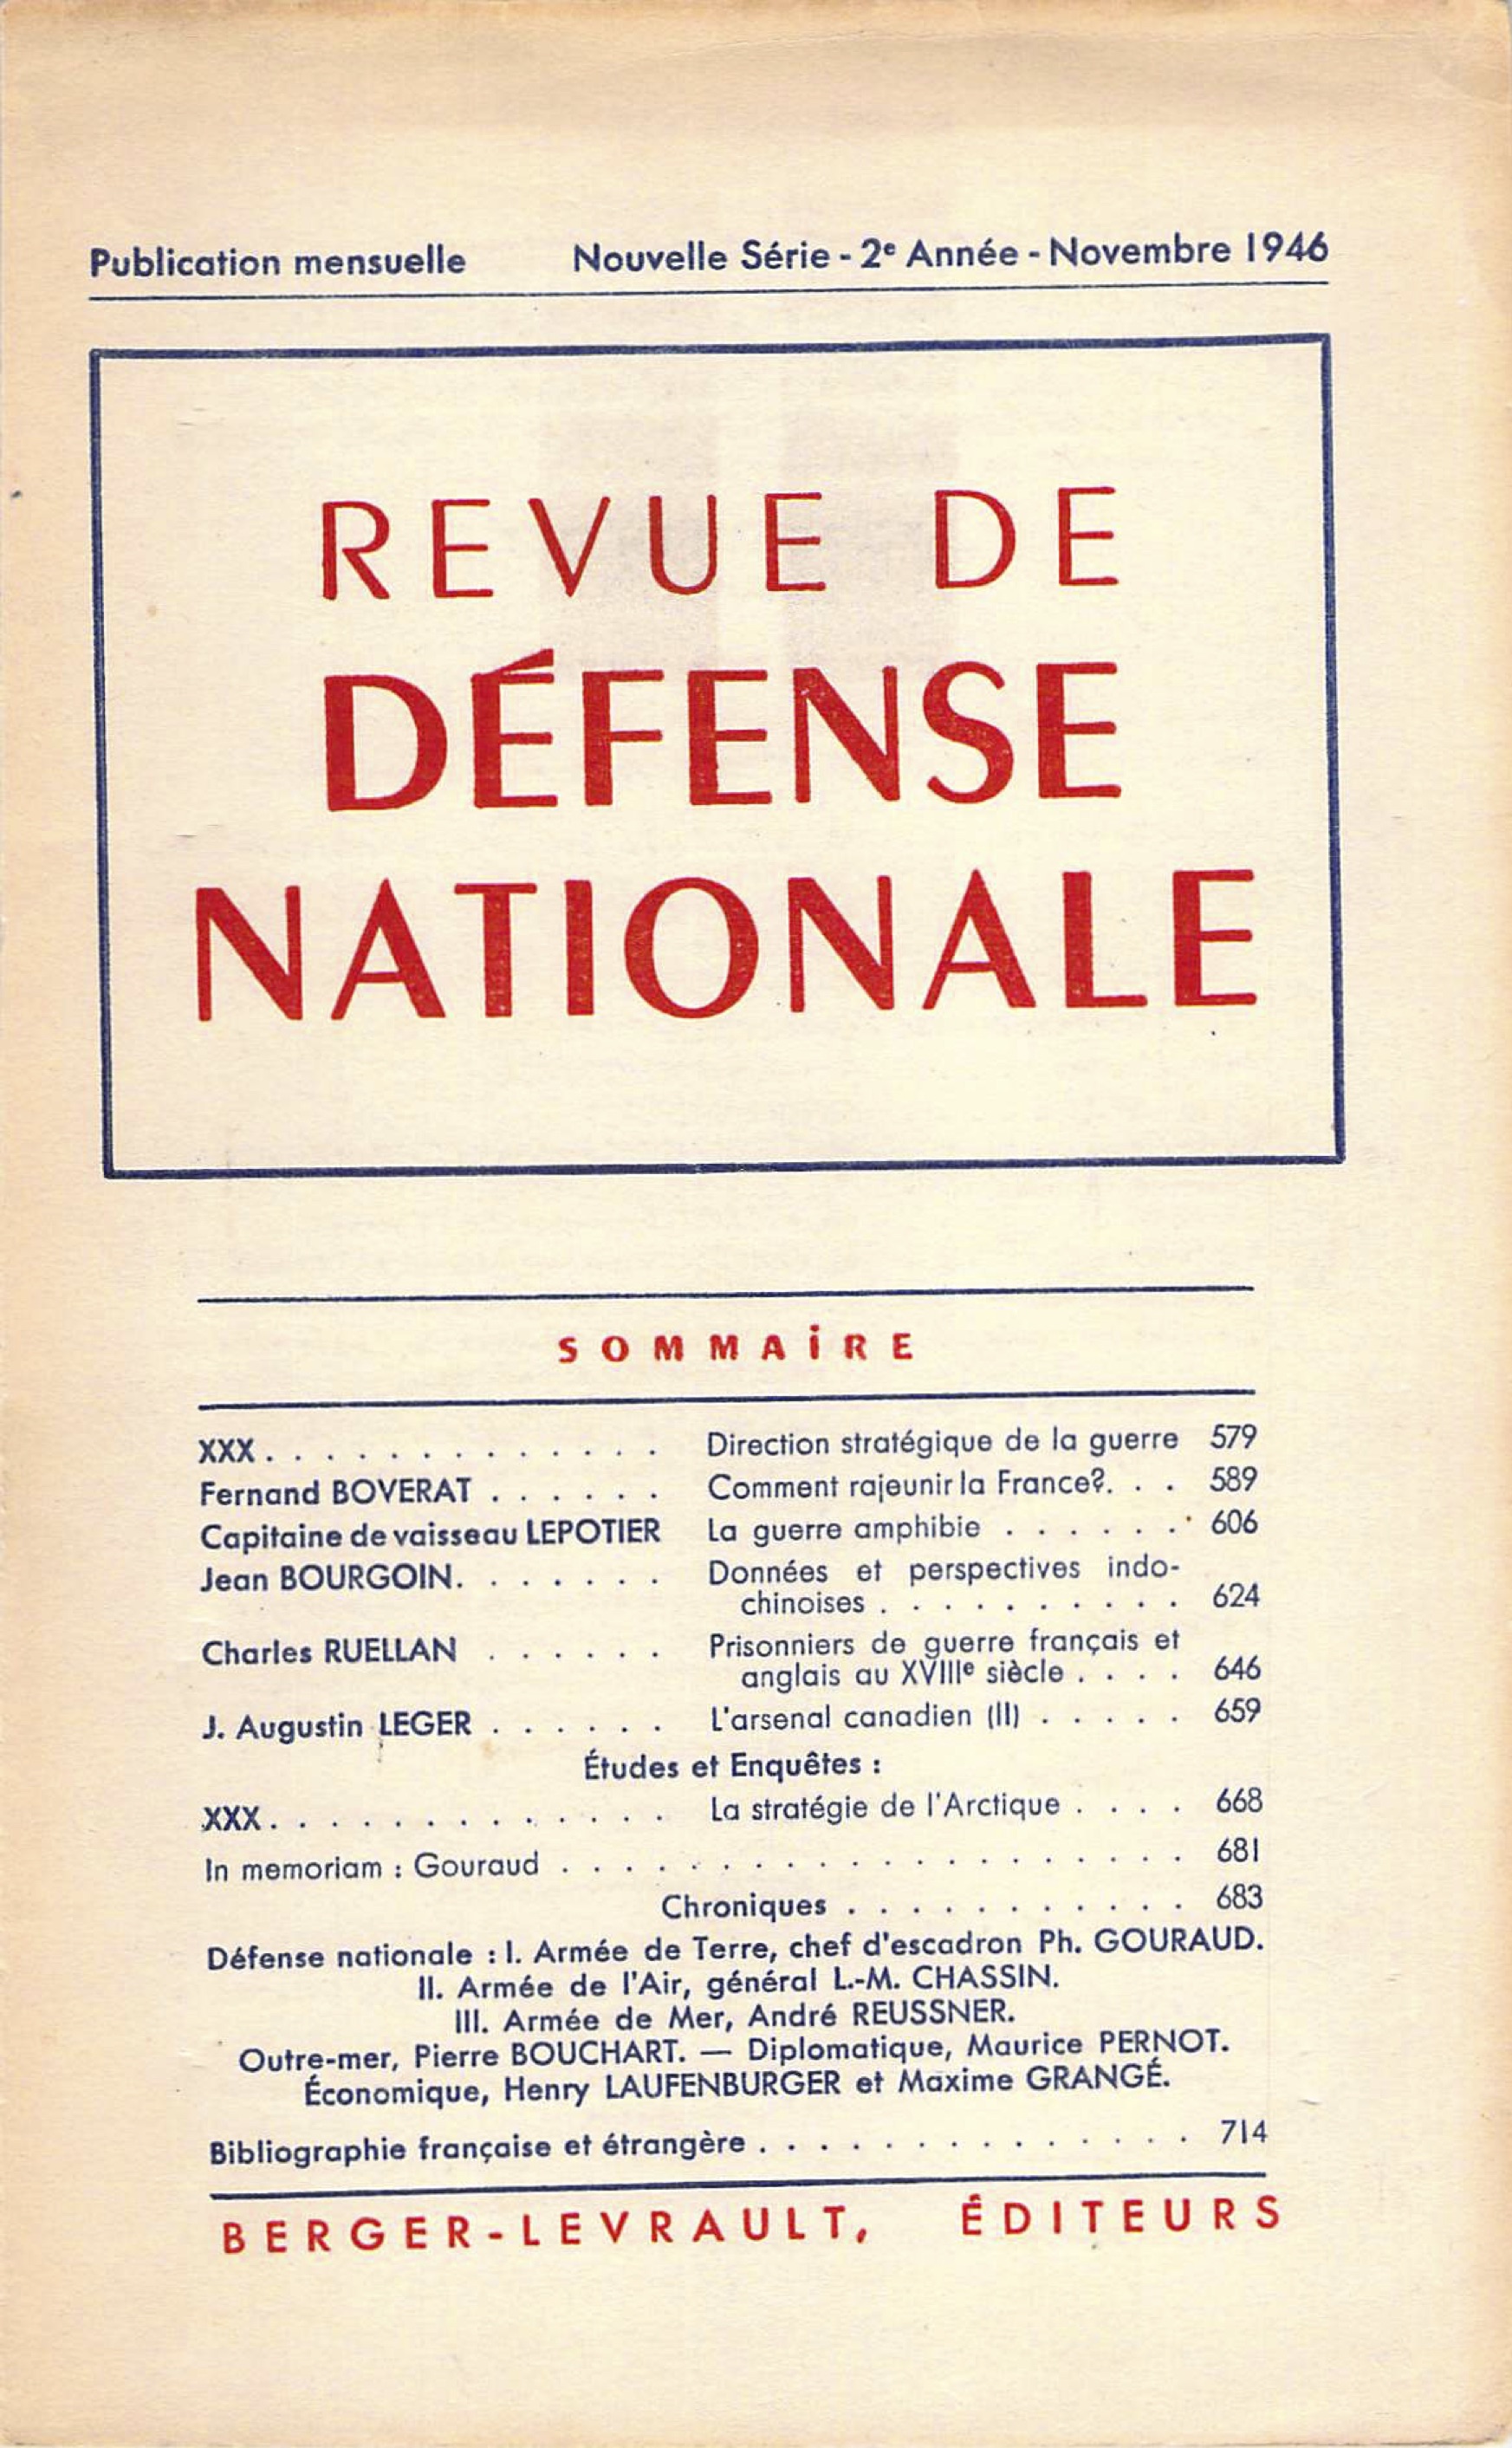 Publication mensuelle Nouvelle Série - 2e Année - Novembre 1946
REVUE DE
DÉFENSE
NATIONALE
SOMMAiRE
XXX. . . . . . . . . . . . . . Direction stratégique de la guerre 579
Fernand BOVERAT . . . . . . Comment rajeunir la France?. . . 589
Capitaine de vaisseau LEPOTIER La guerre amphibie . . . . . . . 606
Jean BOURGOIN. . . . . . . . Données et perspectives indo-
chinoises . . . . . . . . . . 624
Charles RUELLAN . . . . . . Prisonniers de guerre français et
anglais au XVIIIe siècle . . . . 646
J. Augustin LEGER . . . . . . L'arsenal canadien (II) . . . . . 659
Études et Enquêtes :
XXX. . . . . . . . . . . . . . La stratégie de l'Arctique . . . . 668
In memoriam : Gouraud . . . . . . . . . . . . . . . . . . . . 681
Chroniques . . . . . . . . . . . 683
Défense nationale : I. Armée de Terre, chef d'escadron Ph. GOURAUD.
II. Armée de l'Air, général L.-M. CHASSIN.
III. Armée de Mer, André REUSSNER.
Outre-mer, Pierre BOUCHART. — Diplomatique, Maurice PERNOT.
Économique, Henry LAUFENBURGER et Maxime GRANGÉ.
Bibliographie française et étrangère . . . . . . . . . . . . . . 714
BERGER-LEVRAULT, ÉDITEURS